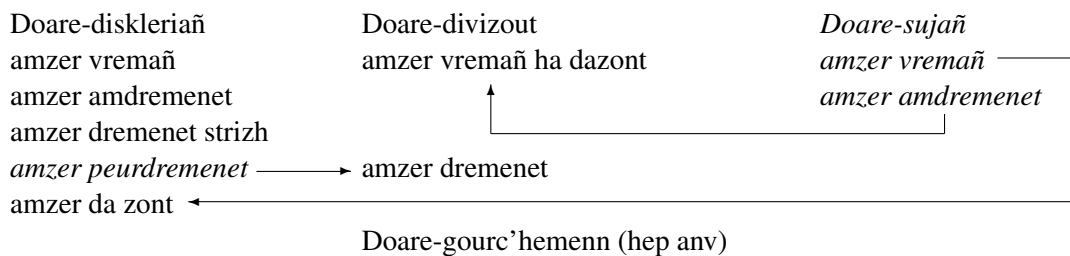 Doare-diskleriañ Doare-divizout Doare-sujañ
amzer vremañ amzer vremañ ha dazont amzer vremañ
amzer amdremenet amzer amdremenet
amzer dremenet strizh
amzer peurdremenet amzer dremenet
amzer da zont
Doare-gourc'hemenn (hep anv)